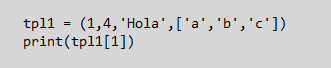 tpl1 = (1,4,'Hola',['a','b','c'])
print(tpl1[1])